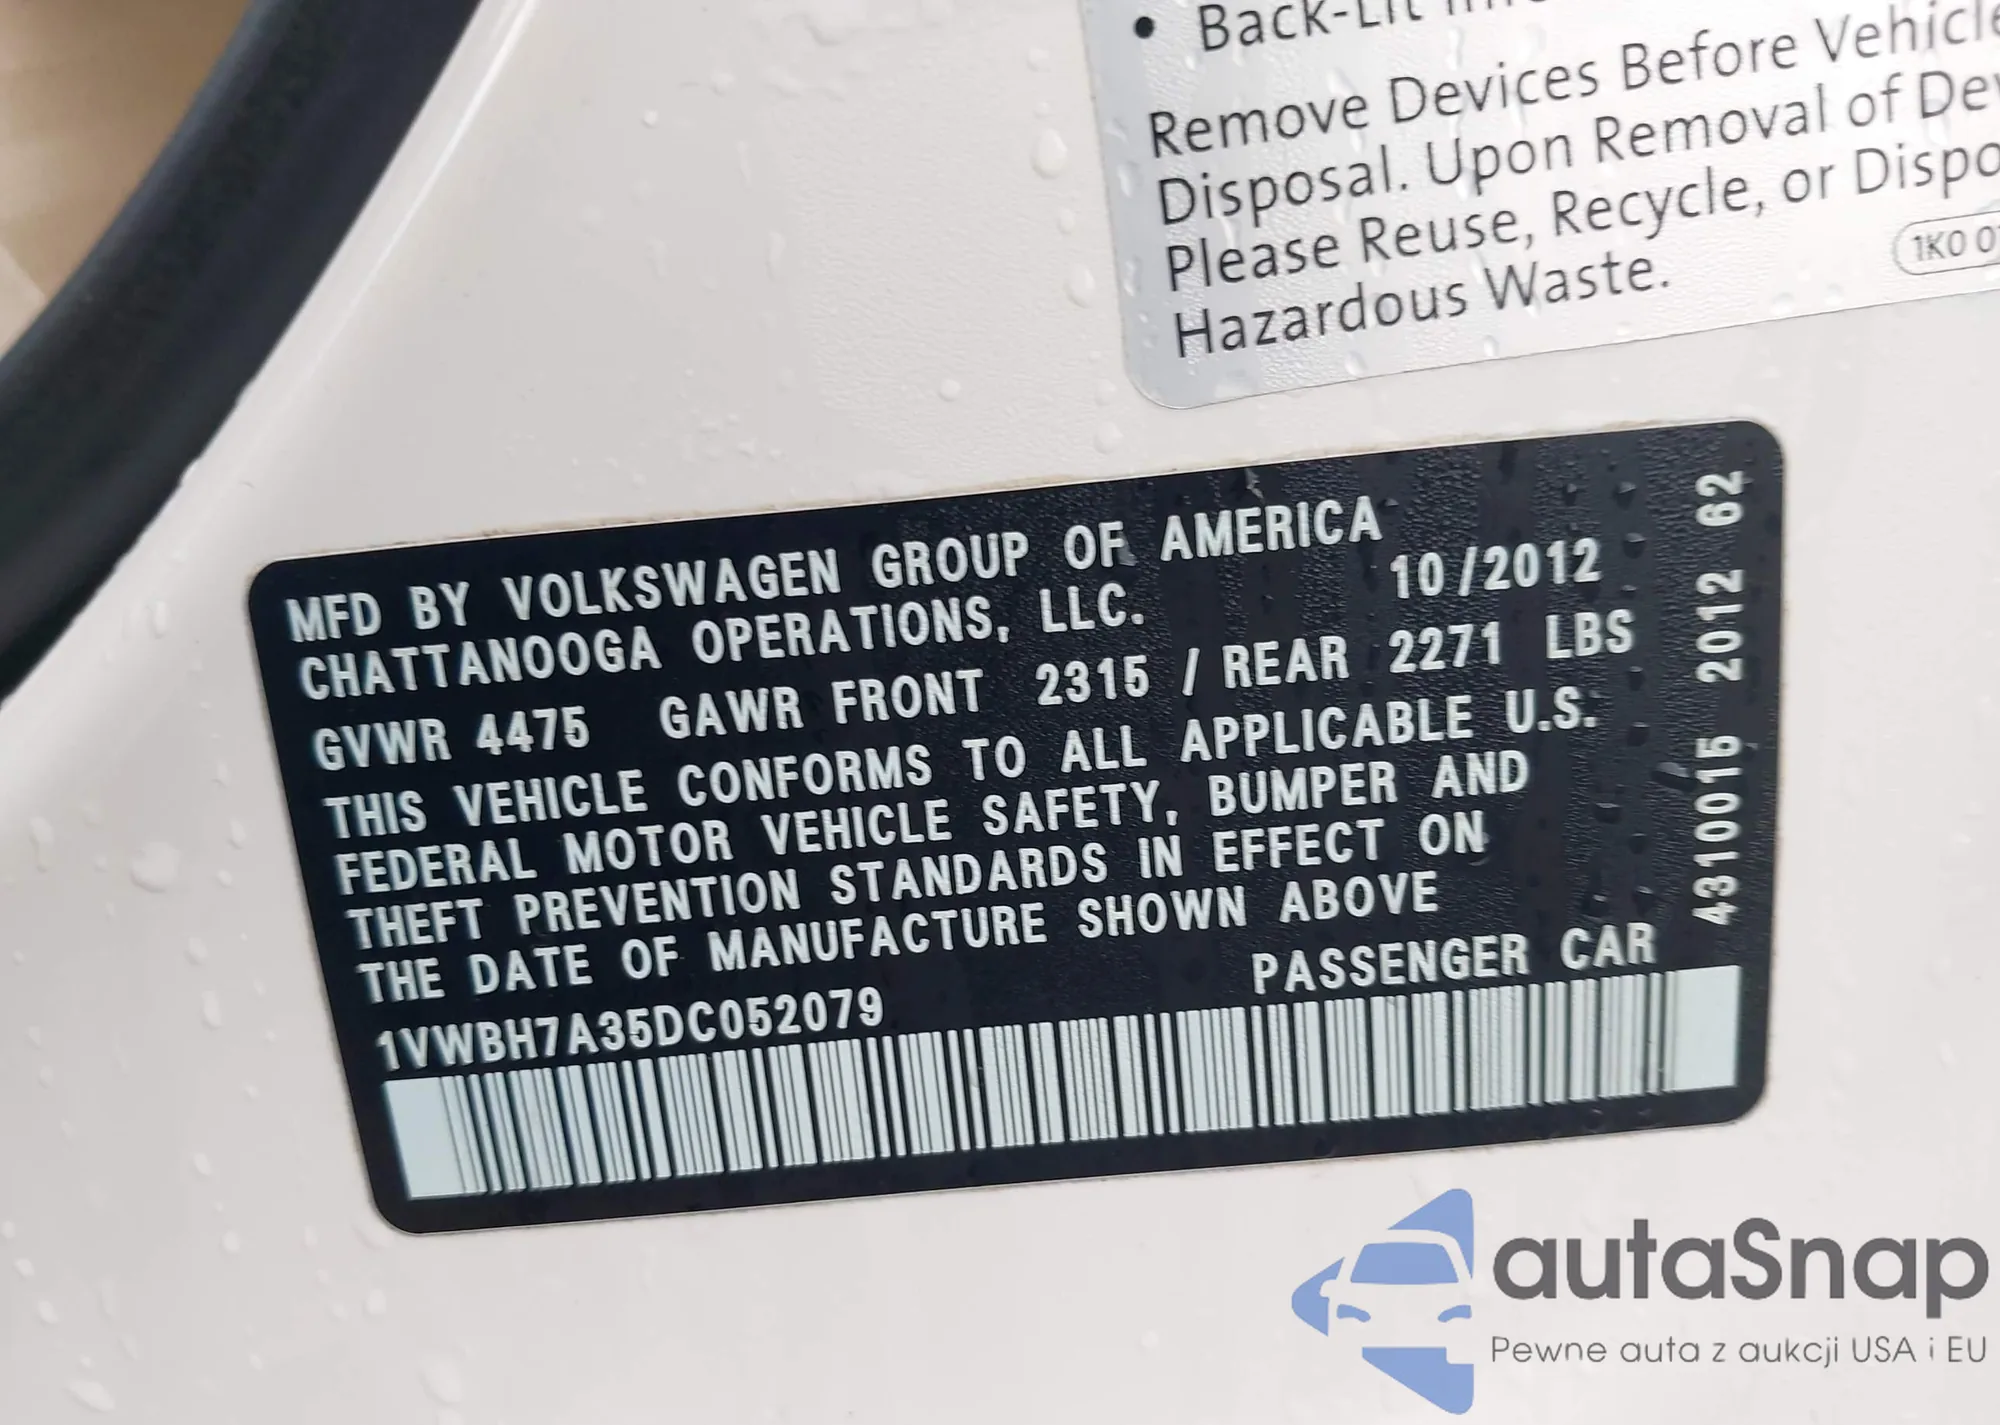 • Back-Lit
Remove Devices Before Vehicle
Disposal. Upon Removal of
Please Reuse, Recycle, or
Hazardous Waste.
1K0
MFD BY VOLKSWAGEN GROUP OF AMERICA
CHATTANOOGA OPERATIONS, LLC. 10/2012
GVWR 4475 GAWR FRONT 2315 / REAR 2271 LBS
THIS VEHICLE CONFORMS TO ALL APPLICABLE U.S.
FEDERAL MOTOR VEHICLE SAFETY, BUMPER AND
THEFT PREVENTION STANDARDS IN EFFECT ON
THE DATE OF MANUFACTURE SHOWN ABOVE
1VWBH7A35DC052079 PASSENGER CAR
4310015 2012 62
autaSnap
Pewne auta z aukcji USA i EU